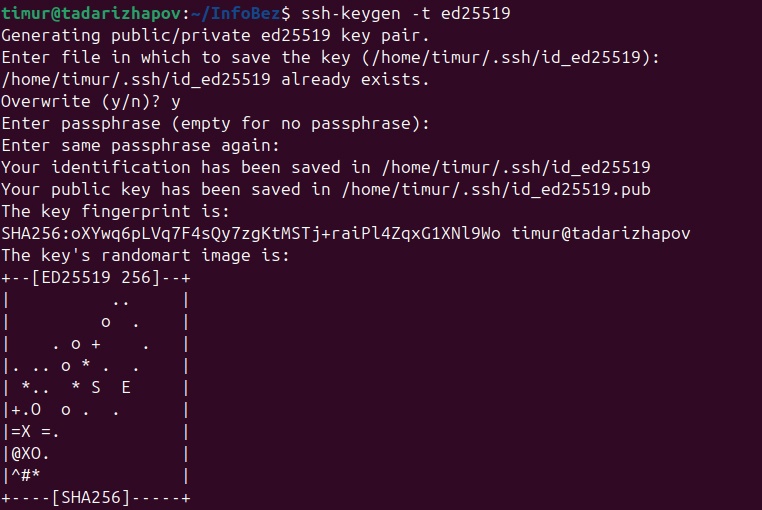 timur@tadarizhapov:~/InfoBez$ ssh-keygen -t ed25519
Generating public/private ed25519 key pair.
Enter file in which to save the key (/home/timur/.ssh/id_ed25519):
/home/timur/.ssh/id_ed25519 already exists.
Overwrite (y/n)? y
Enter passphrase (empty for no passphrase):
Enter same passphrase again:
Your identification has been saved in /home/timur/.ssh/id_ed25519
Your public key has been saved in /home/timur/.ssh/id_ed25519.pub
The key fingerprint is:
SHA256:oXYwq6pLVq7F4sQy7zgKtMSTj+raiPl4ZqxG1XNl9Wo timur@tadarizhapov
The key's randomart image is:
+--[ED25519 256]--+
|           ..    |
|          o  .   |
|     . o +    .  |
|. .. o * .  .    |
| *..  * S  E     |
|+.O  o .  .      |
|=X =.            |
|@XO.             |
|^#*              |
+----[SHA256]-----+